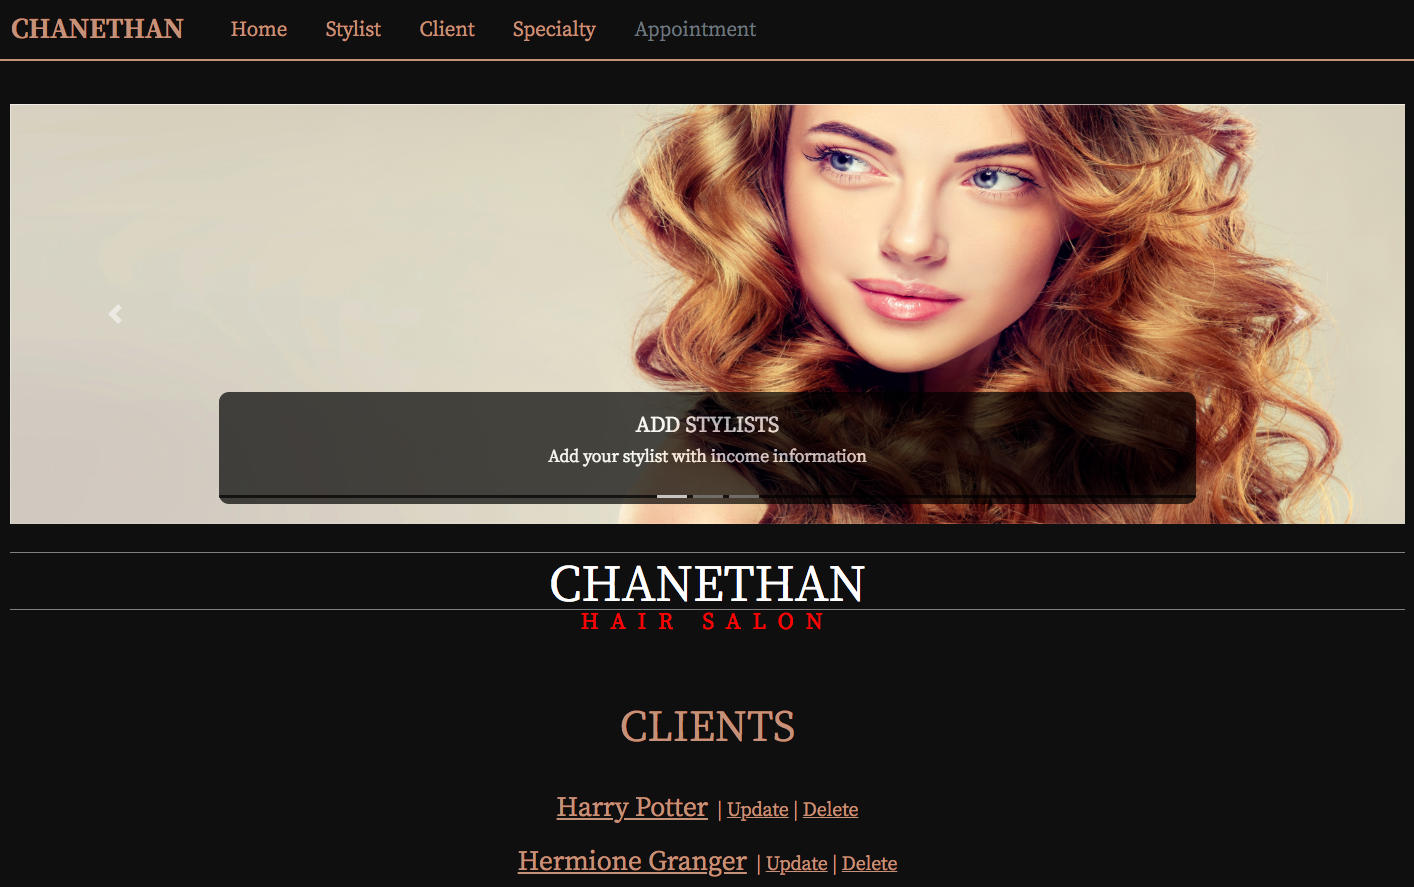 CHANETHAN Home Stylist Client Specialty Appointment
ADD STYLISTS
Add your stylist with income information
CHANETHAN
HAIR SALON
CLIENTS
Harry Potter | Update | Delete
Hermione Granger | Update | Delete